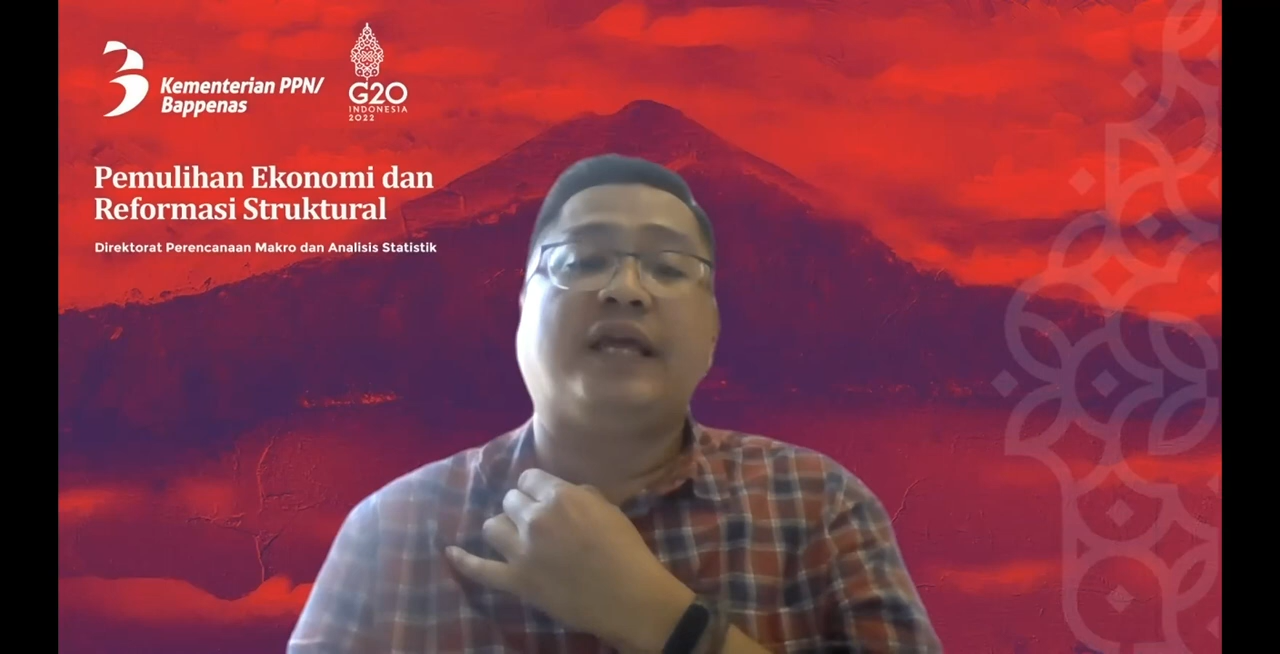 Kementerian PPN/
Bappenas
G20
INDONESIA
2022
Pemulihan Ekonomi dan
Reformasi Struktural
Direktorat Perencanaan Makro dan Analisis Statistik